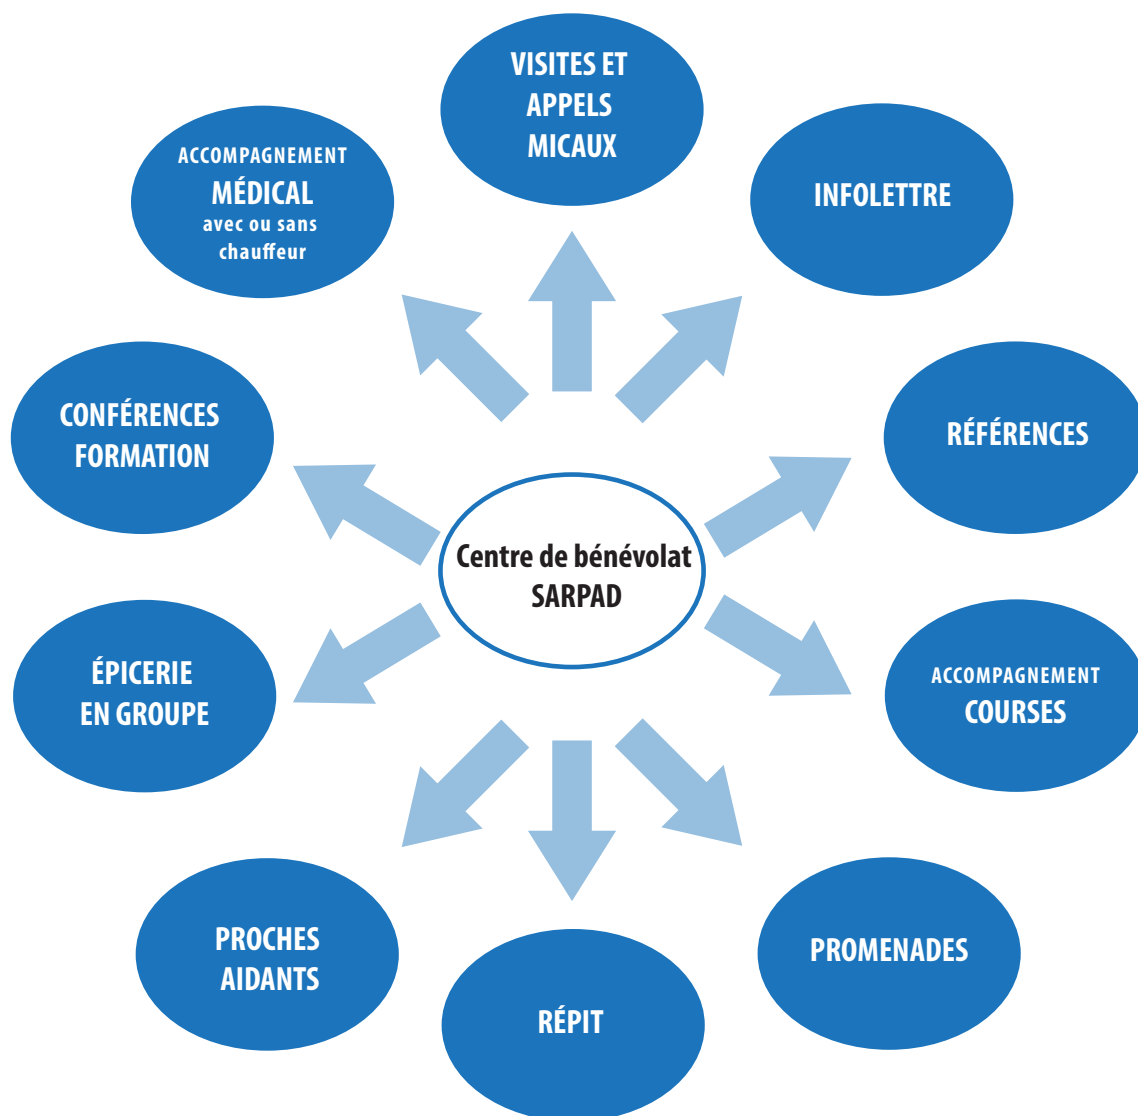 VISITES ET
APPELS
MICAUX
INFOLETTRE
RÉFÉRENCES
ACCOMPAGNEMENT
COURSES
PROMENADES
RÉPIT
PROCHES
AIDANTS
ÉPICERIE
EN GROUPE
CONFÉRENCES
FORMATION
ACCOMPAGNEMENT
MÉDICAL
avec ou sans
chauffeur
Centre de bénévolat
SARPAD